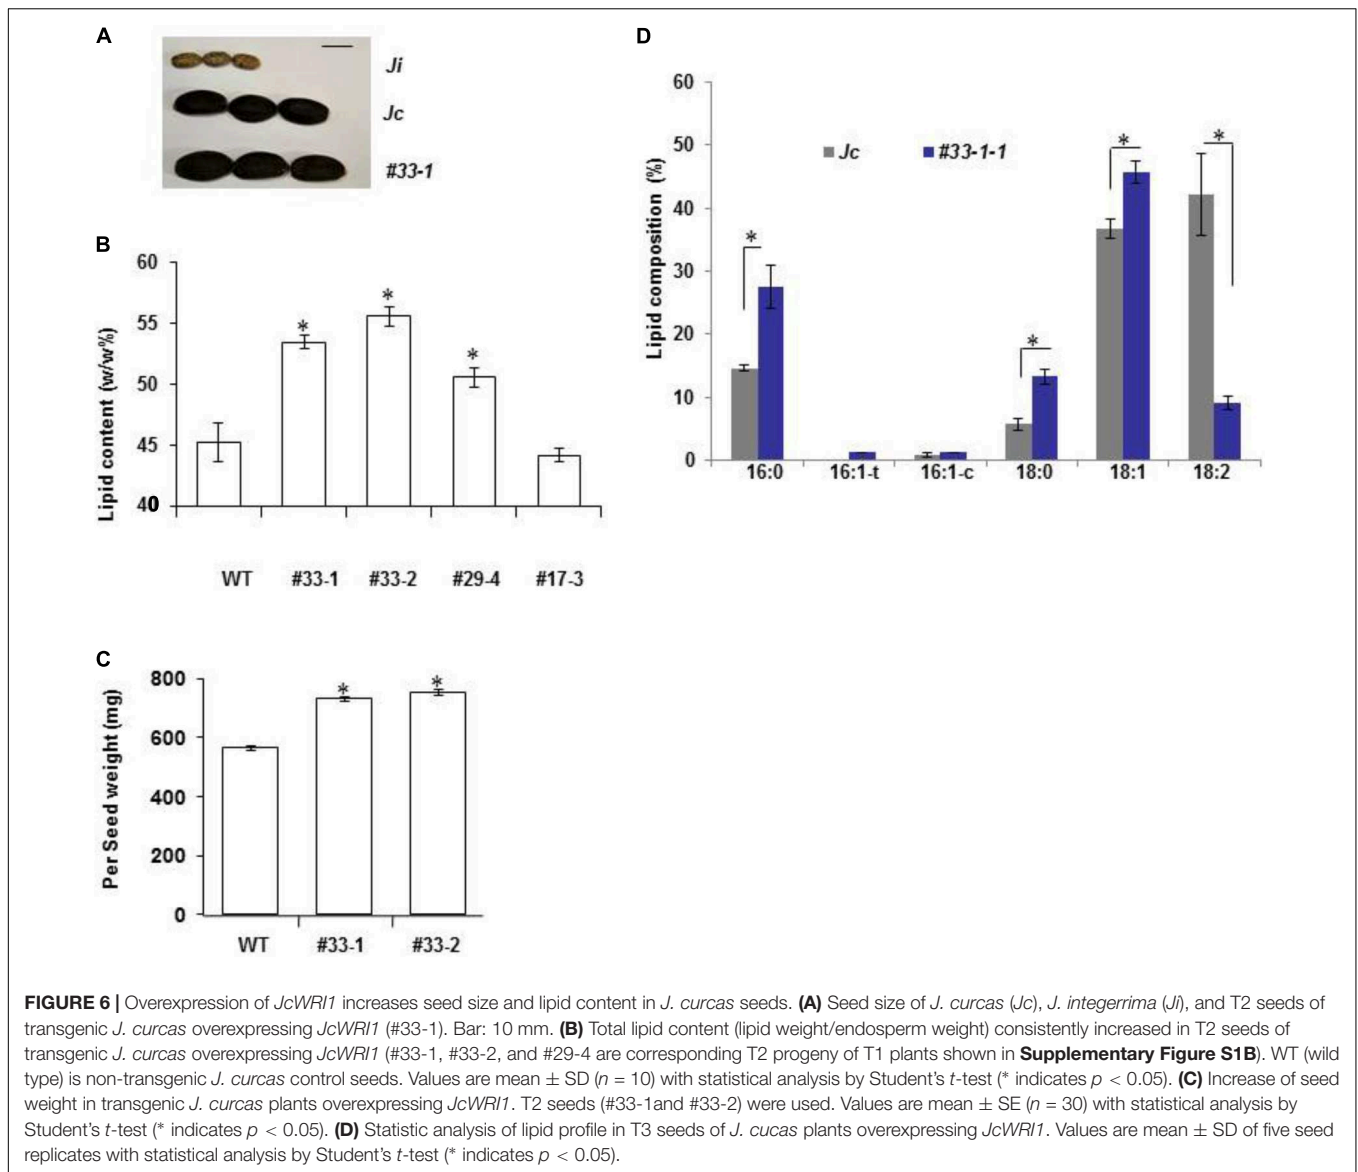 A
Ji
Jc
#33-1
B
60
55
50
45
40
Lipid content (w/w%)
*
*
*
WT #33-1 #33-2 #29-4 #17-3
C
800
600
400
200
0
Per Seed weight (mg)
*
*
WT #33-1 #33-2
D
60
50
40
30
20
10
0
Lipid composition (%)
Jc #33-1-1
*
*
*
*
16:0 16:1-t 16:1-c 18:0 18:1 18:2
FIGURE 6 | Overexpression of JcWRI1 increases seed size and lipid content in J. curcas seeds. (A) Seed size of J. curcas (Jc), J. integerrima (Ji), and T2 seeds of
transgenic J. curcas overexpressing JcWRI1 (#33-1). Bar: 10 mm. (B) Total lipid content (lipid weight/endosperm weight) consistently increased in T2 seeds of
transgenic J. curcas overexpressing JcWRI1 (#33-1, #33-2, and #29-4 are corresponding T2 progeny of T1 plants shown in Supplementary Figure S1B). WT (wild
type) is non-transgenic J. curcas control seeds. Values are mean ± SD (n = 10) with statistical analysis by Student's t-test (* indicates p < 0.05). (C) Increase of seed
weight in transgenic J. curcas plants overexpressing JcWRI1. T2 seeds (#33-1and #33-2) were used. Values are mean ± SE (n = 30) with statistical analysis by
Student's t-test (* indicates p < 0.05). (D) Statistic analysis of lipid profile in T3 seeds of J. cucas plants overexpressing JcWRI1. Values are mean ± SD of five seed
replicates with statistical analysis by Student's t-test (* indicates p < 0.05).